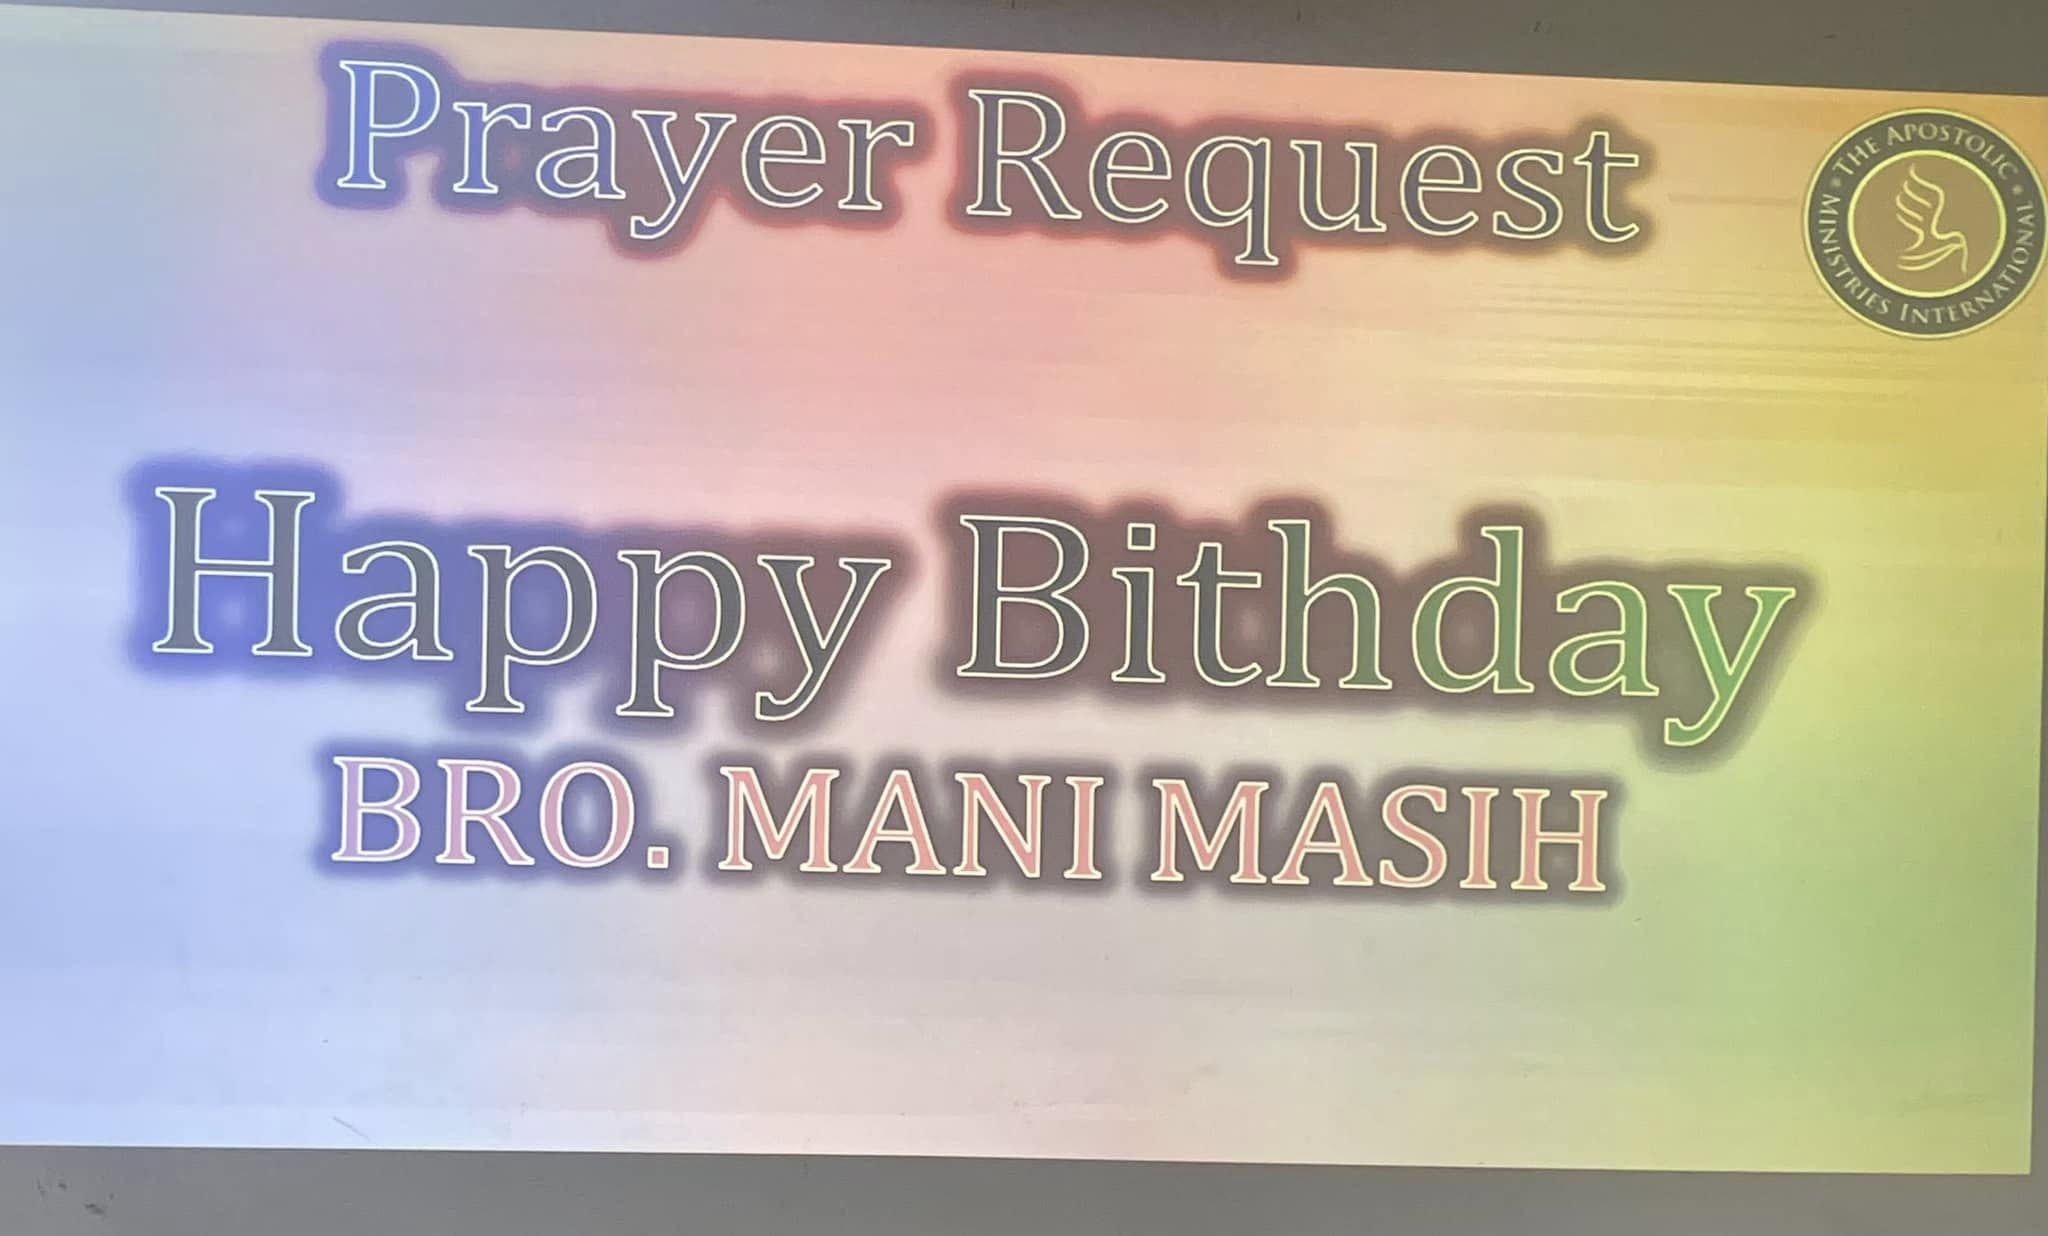 Prayer Request
THE APOSTOLIC • MINISTRIES INTERNATIONAL •
Happy Bithday
BRO. MANI MASIH